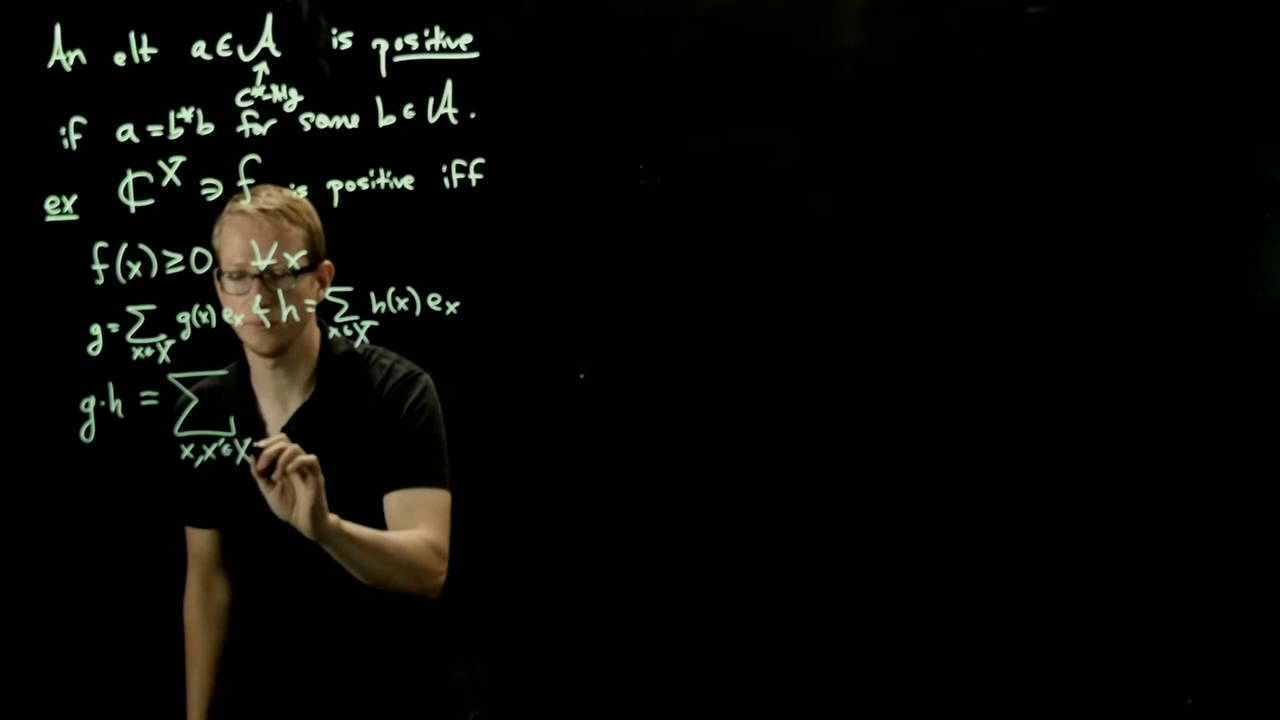 An elt a ∈ 𝒜 is positive
↑
C*-Alg
if a = b*b for some b ∈ 𝒜.
ex ℂ^X ∋ f is positive iff
f(x) ≥ 0 ∀ x
g = ∑_{x∈X} g(x) e_x & h = ∑_{x∈X} h(x) e_x
g·h = ∑_{x,x'∈X}